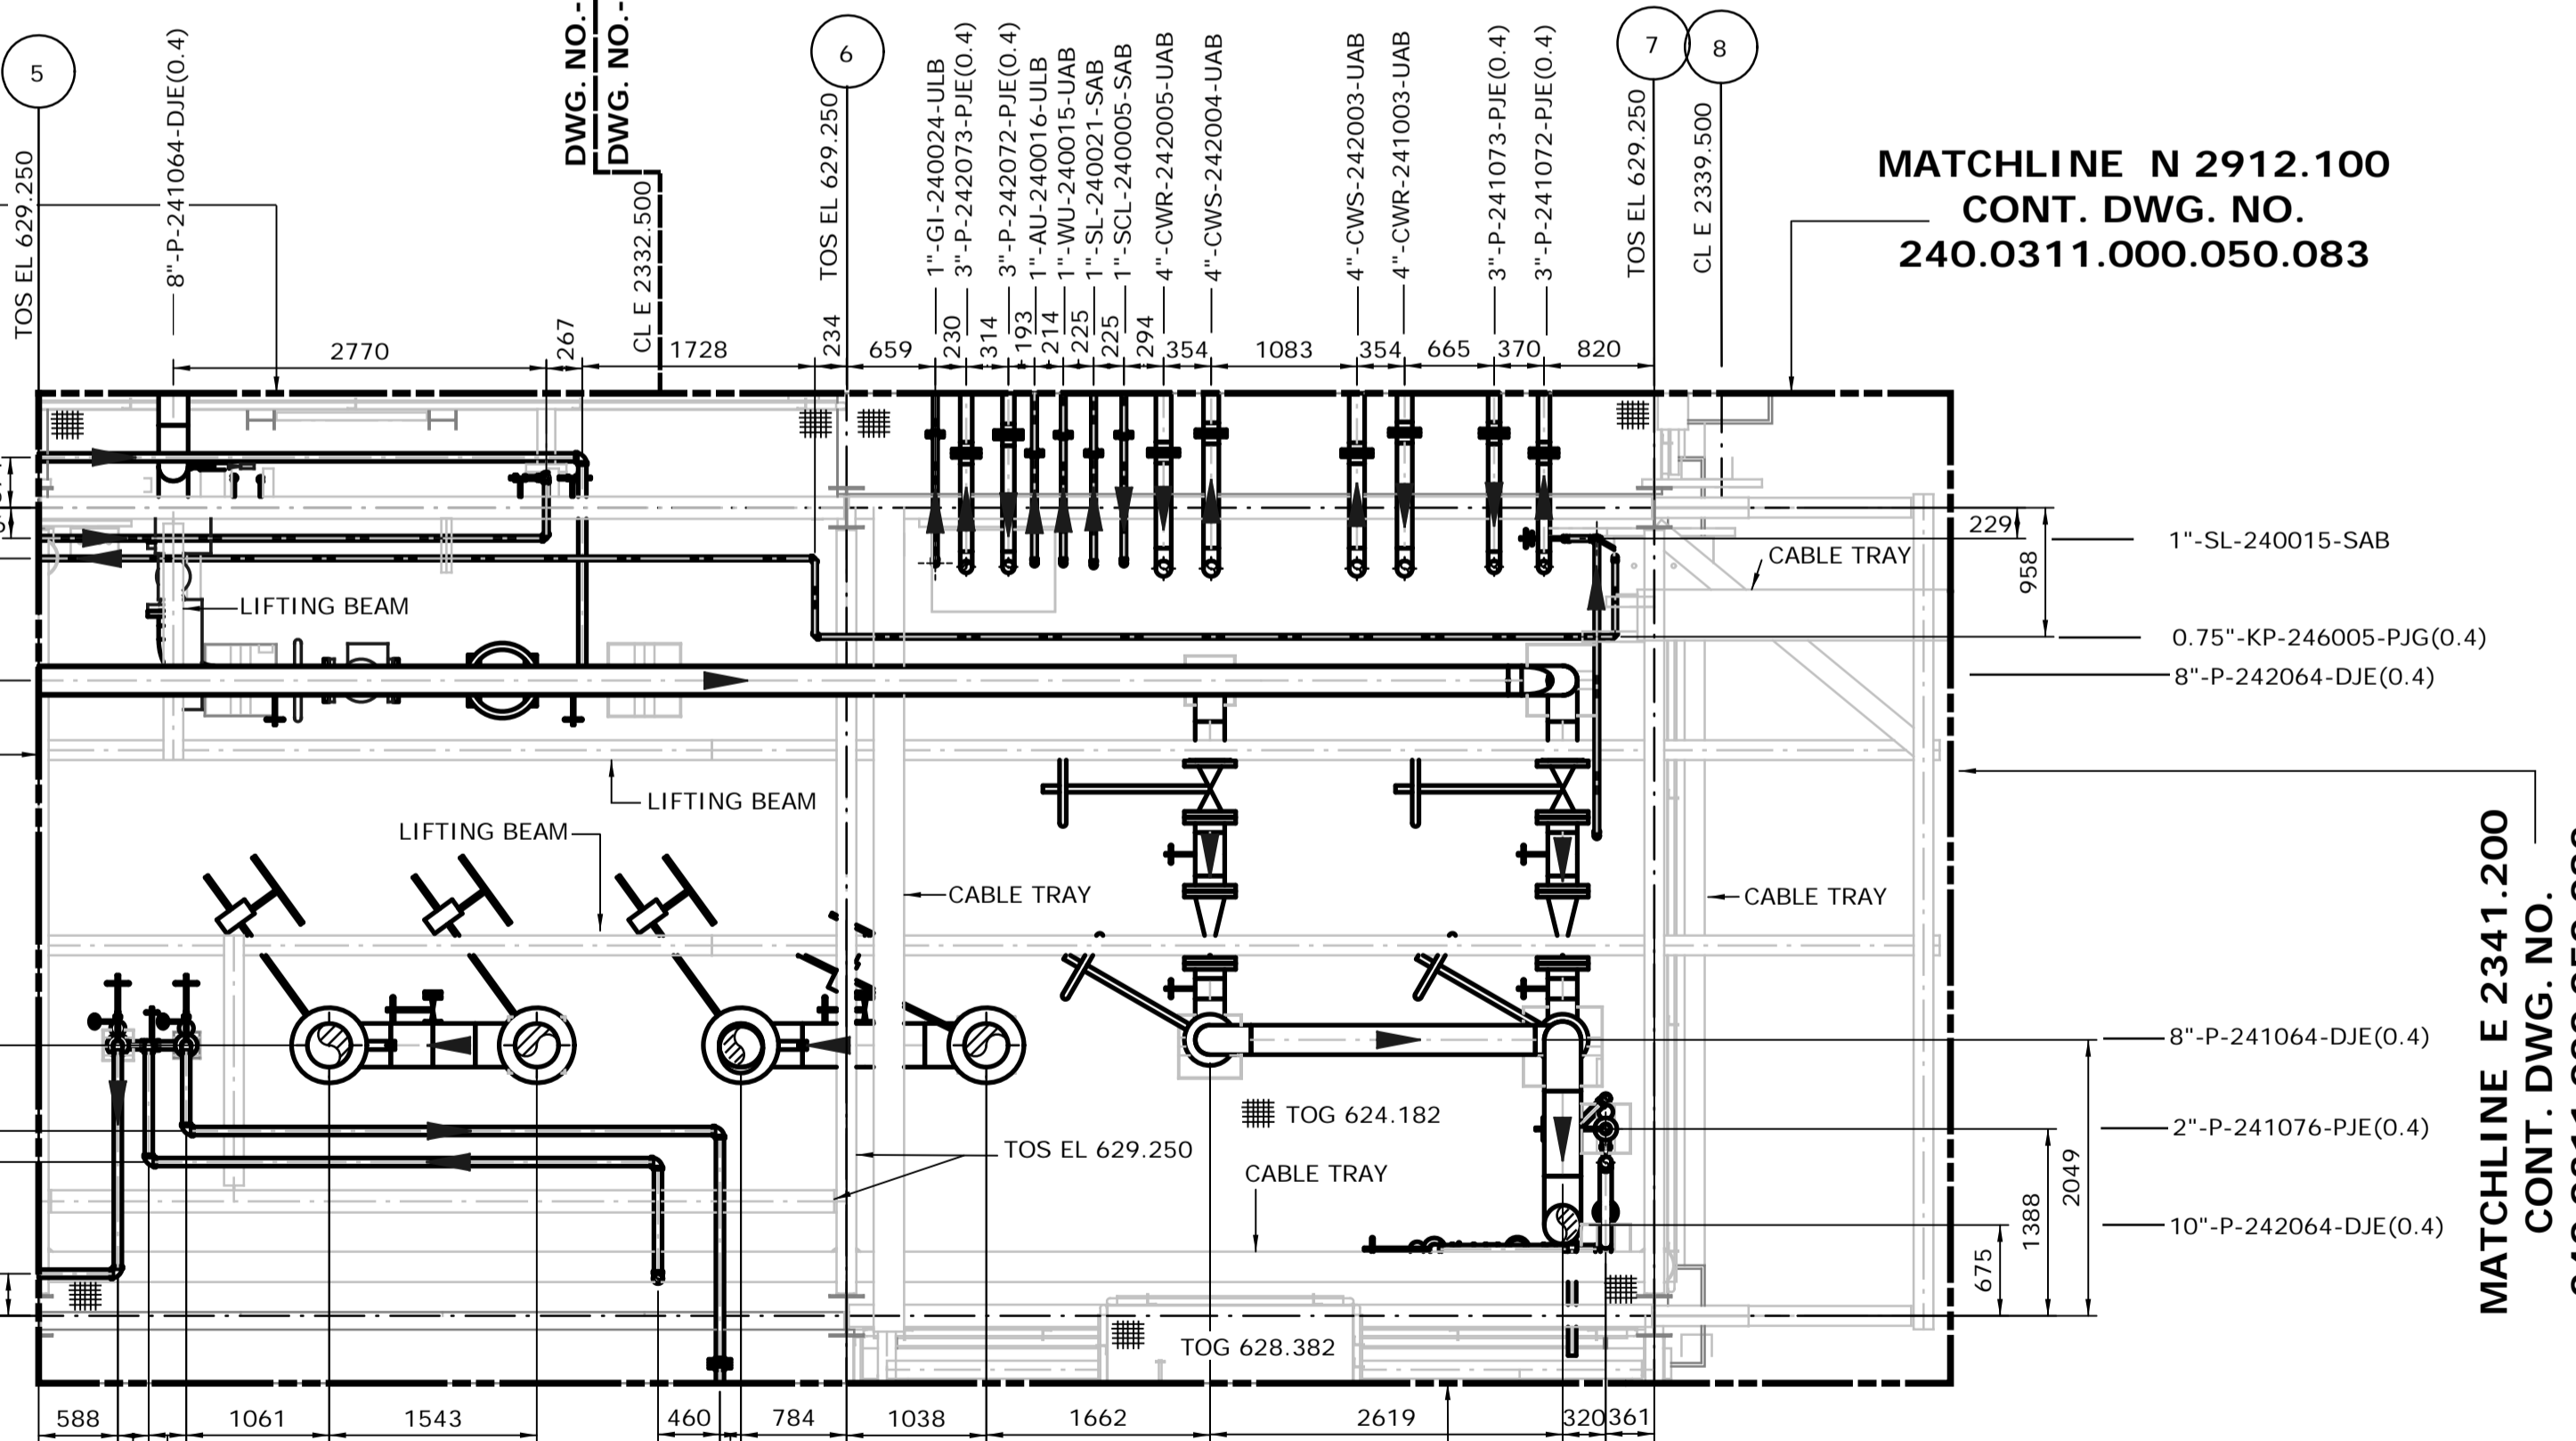 5
6
7
8
DWG. NO.-
DWG. NO.-
TOS EL 629.250
8"-P-241064-DJE(0.4)
CL E 2332.500
TOS EL 629.250
1"-GI-240024-ULB
3"-P-242073-PJE(0.4)
3"-P-242072-PJE(0.4)
1"-AU-240016-ULB
1"-WU-240015-UAB
1"-SL-240021-SAB
1"-SCL-240005-SAB
4"-CWR-242005-UAB
4"-CWS-242004-UAB
4"-CWS-242003-UAB
4"-CWR-241003-UAB
3"-P-241073-PJE(0.4)
3"-P-241072-PJE(0.4)
TOS EL 629.250
CL E 2339.500
MATCHLINE N 2912.100
CONT. DWG. NO.
240.0311.000.050.083
2770
267
1728
234
659
230
314
193
214
225
225
294
354
1083
354
665
370
820
229
958
1"-SL-240015-SAB
CABLE TRAY
LIFTING BEAM
0.75"-KP-246005-PJG(0.4)
8"-P-242064-DJE(0.4)
LIFTING BEAM
LIFTING BEAM
CABLE TRAY
CABLE TRAY
MATCHLINE E 2341.200
CONT. DWG. NO.
8"-P-241064-DJE(0.4)
TOG 624.182
2"-P-241076-PJE(0.4)
TOS EL 629.250
CABLE TRAY
2049
1388
675
10"-P-242064-DJE(0.4)
TOG 628.382
588
1061
1543
460
784
1038
1662
2619
320
361